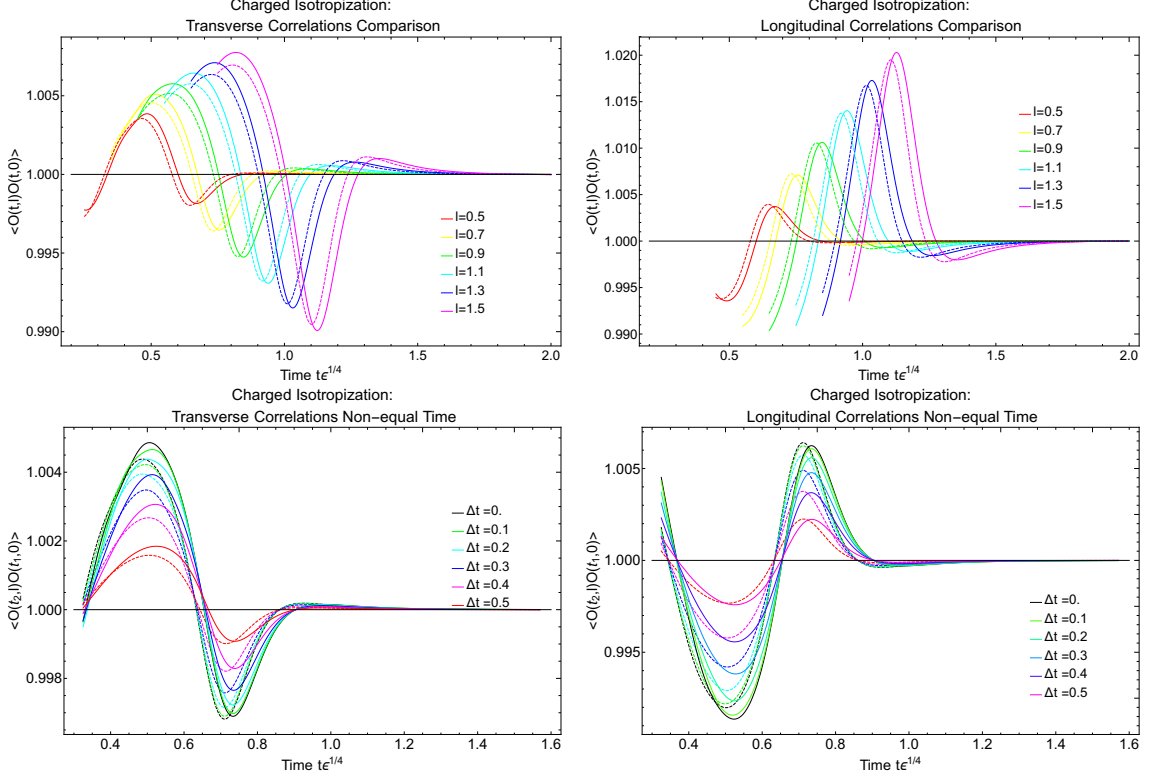 Charged Isotropization:
Transverse Correlations Comparison
<O(t,l)O(t,0)>
1.005
1.000
0.995
0.990
l=0.5
l=0.7
l=0.9
l=1.1
l=1.3
l=1.5
0.5 1.0 1.5 2.0
Time tϵ^1/4
Charged Isotropization:
Longitudinal Correlations Comparison
<O(t,l)O(t,0)>
1.020
1.015
1.010
1.005
1.000
0.995
0.990
l=0.5
l=0.7
l=0.9
l=1.1
l=1.3
l=1.5
0.5 1.0 1.5 2.0
Time tϵ^1/4
Charged Isotropization:
Transverse Correlations Non-equal Time
<O(t₂,l)O(t₁,0)>
1.004
1.002
1.000
0.998
Δt =0.
Δt =0.1
Δt =0.2
Δt =0.3
Δt =0.4
Δt =0.5
0.4 0.6 0.8 1.0 1.2 1.4 1.6
Time tϵ^1/4
Charged Isotropization:
Longitudinal Correlations Non-equal Time
<O(t₂,l)O(t₁,0)>
1.005
1.000
0.995
Δt =0.
Δt =0.1
Δt =0.2
Δt =0.3
Δt =0.4
Δt =0.5
0.4 0.6 0.8 1.0 1.2 1.4 1.6
Time tϵ^1/4